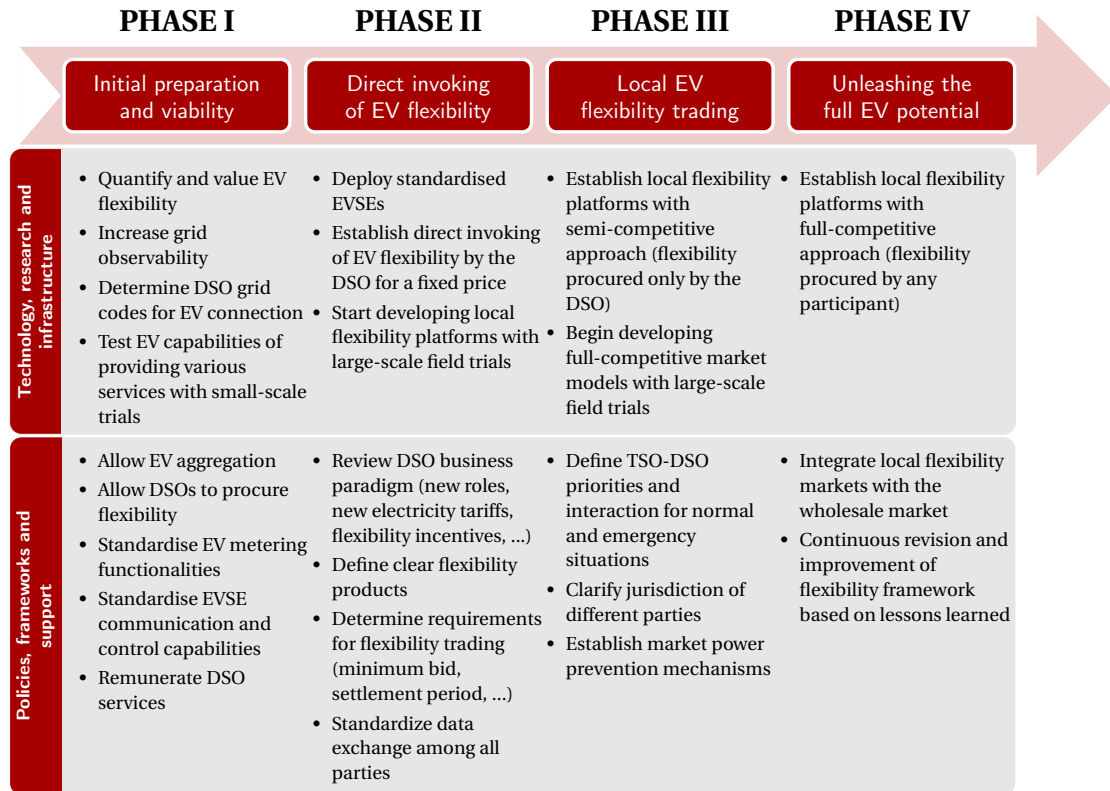 PHASE I
PHASE II
PHASE III
PHASE IV
Initial preparation
and viability
Direct invoking
of EV flexibility
Local EV
flexibility trading
Unleashing the
full EV potential
Technology, research and
infrastructure
• Quantify and value EV
flexibility
• Increase grid
observability
• Determine DSO grid
codes for EV connection
• Test EV capabilities of
providing various
services with small-scale
trials
• Deploy standardised
EVSEs
• Establish direct invoking
of EV flexibility by the
DSO for a fixed price
• Start developing local
flexibility platforms with
large-scale field trials
• Establish local flexibility
platforms with
semi-competitive
approach (flexibility
procured only by the
DSO)
• Begin developing
full-competitive market
models with large-scale
field trials
• Establish local flexibility
platforms with
full-competitive
approach (flexibility
procured by any
participant)
Policies, frameworks and
support
• Allow EV aggregation
• Allow DSOs to procure
flexibility
• Standardise EV metering
functionalities
• Standardise EVSE
communication and
control capabilities
• Remunerate DSO
services
• Review DSO business
paradigm (new roles,
new electricity tariffs,
flexibility incentives, ...)
• Define clear flexibility
products
• Determine requirements
for flexibility trading
(minimum bid,
settlement period, ...)
• Standardize data
exchange among all
parties
• Define TSO-DSO
priorities and
interaction for normal
and emergency
situations
• Clarify jurisdiction of
different parties
• Establish market power
prevention mechanisms
• Integrate local flexibility
markets with the
wholesale market
• Continuous revision and
improvement of
flexibility framework
based on lessons learned